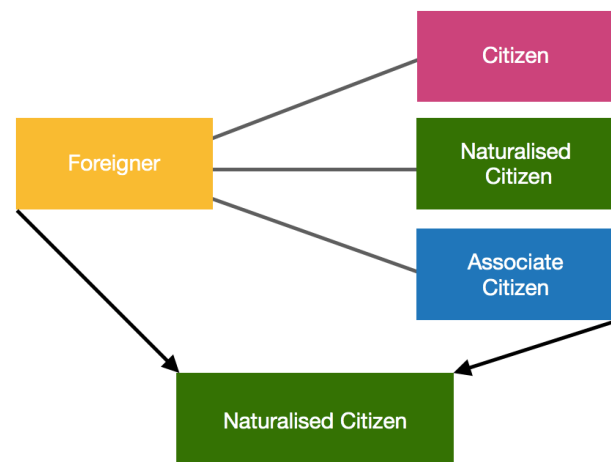 Citizen
Foreigner
Naturalised
Citizen
Associate
Citizen
Naturalised Citizen